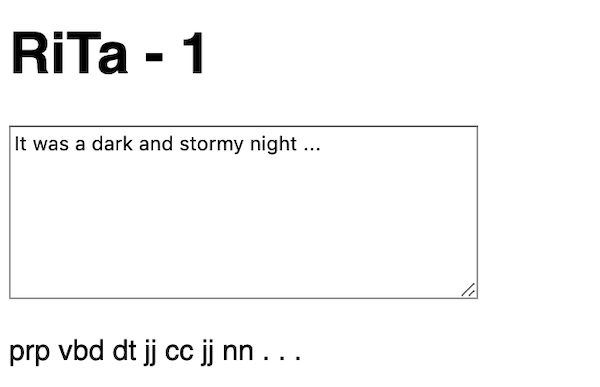 RiTa - 1
It was a dark and stormy night ...
prp vbd dt jj cc jj nn . . .